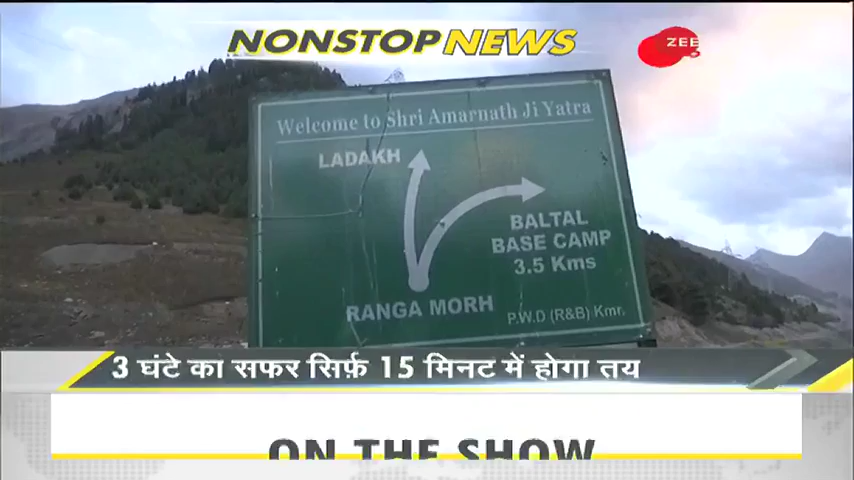 NONSTOP NEWS
ZEE
Welcome to Shri Amarnath Ji Yatra
LADAKH
BALTAL
BASE CAMP
3.5 Kms
RANGA MORH
P.W.D (R&B) Kmr.
3 घंटे का सफर सिर्फ़ 15 मिनट में होगा तय
ON THE SHOW